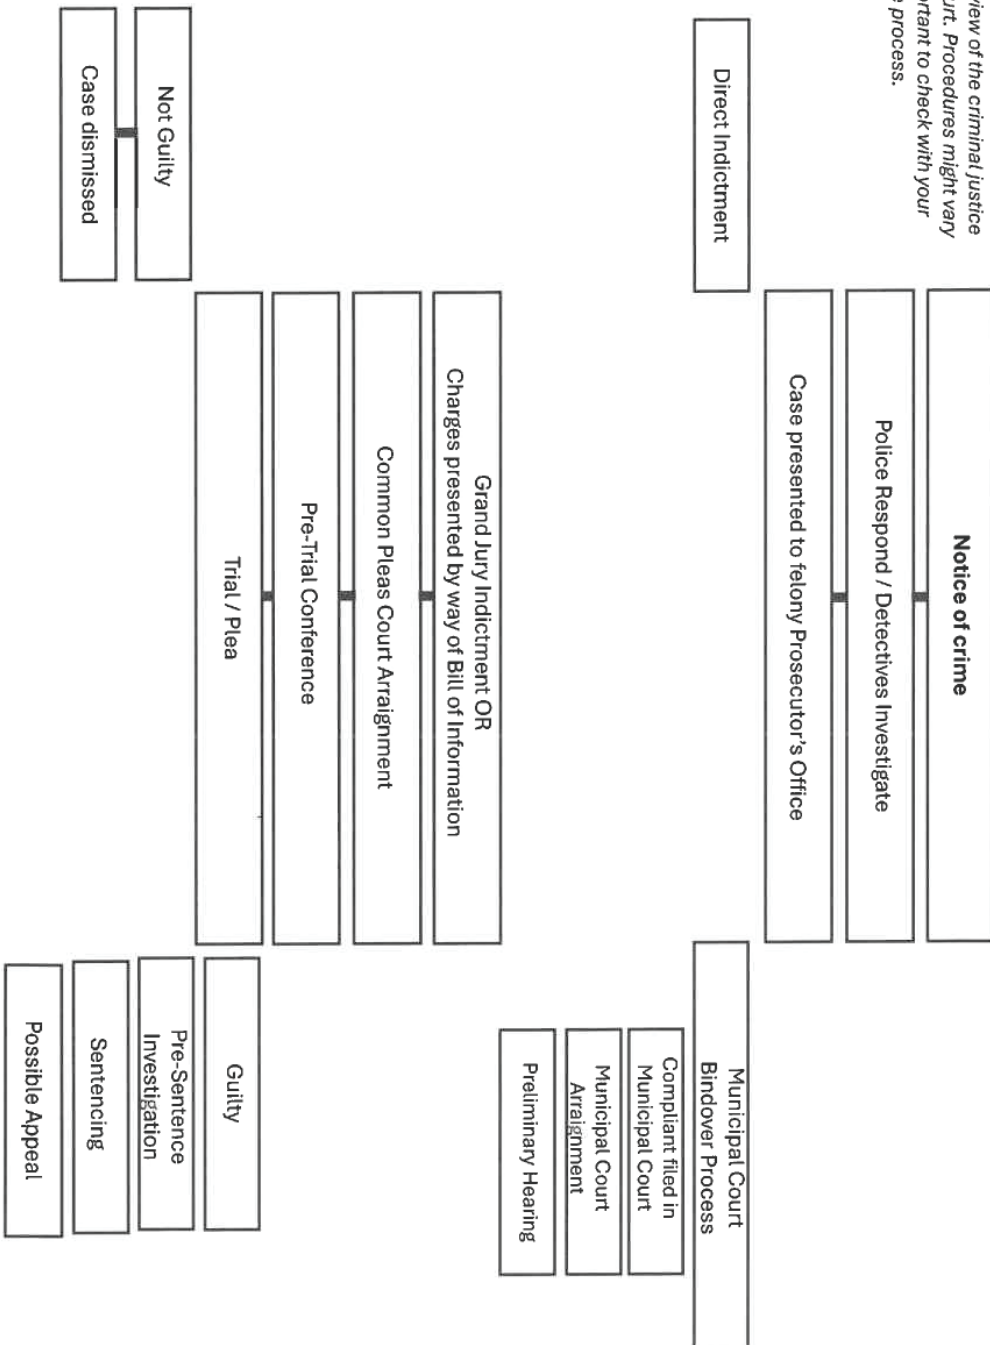 view of the criminal justice
urt. Procedures might vary
rtant to check with your
e process.
Notice of crime
Police Respond / Detectives Investigate
Case presented to felony Prosecutor's Office
Direct Indictment
Municipal Court
Bindover Process
Compliant filed in
Municipal Court
Municipal Court
Arraignment
Preliminary Hearing
Grand Jury Indictment OR
Charges presented by way of Bill of Information
Common Pleas Court Arraignment
Pre-Trial Conference
Trial / Plea
Not Guilty
Case dismissed
Guilty
Pre-Sentence
Investigation
Sentencing
Possible Appeal